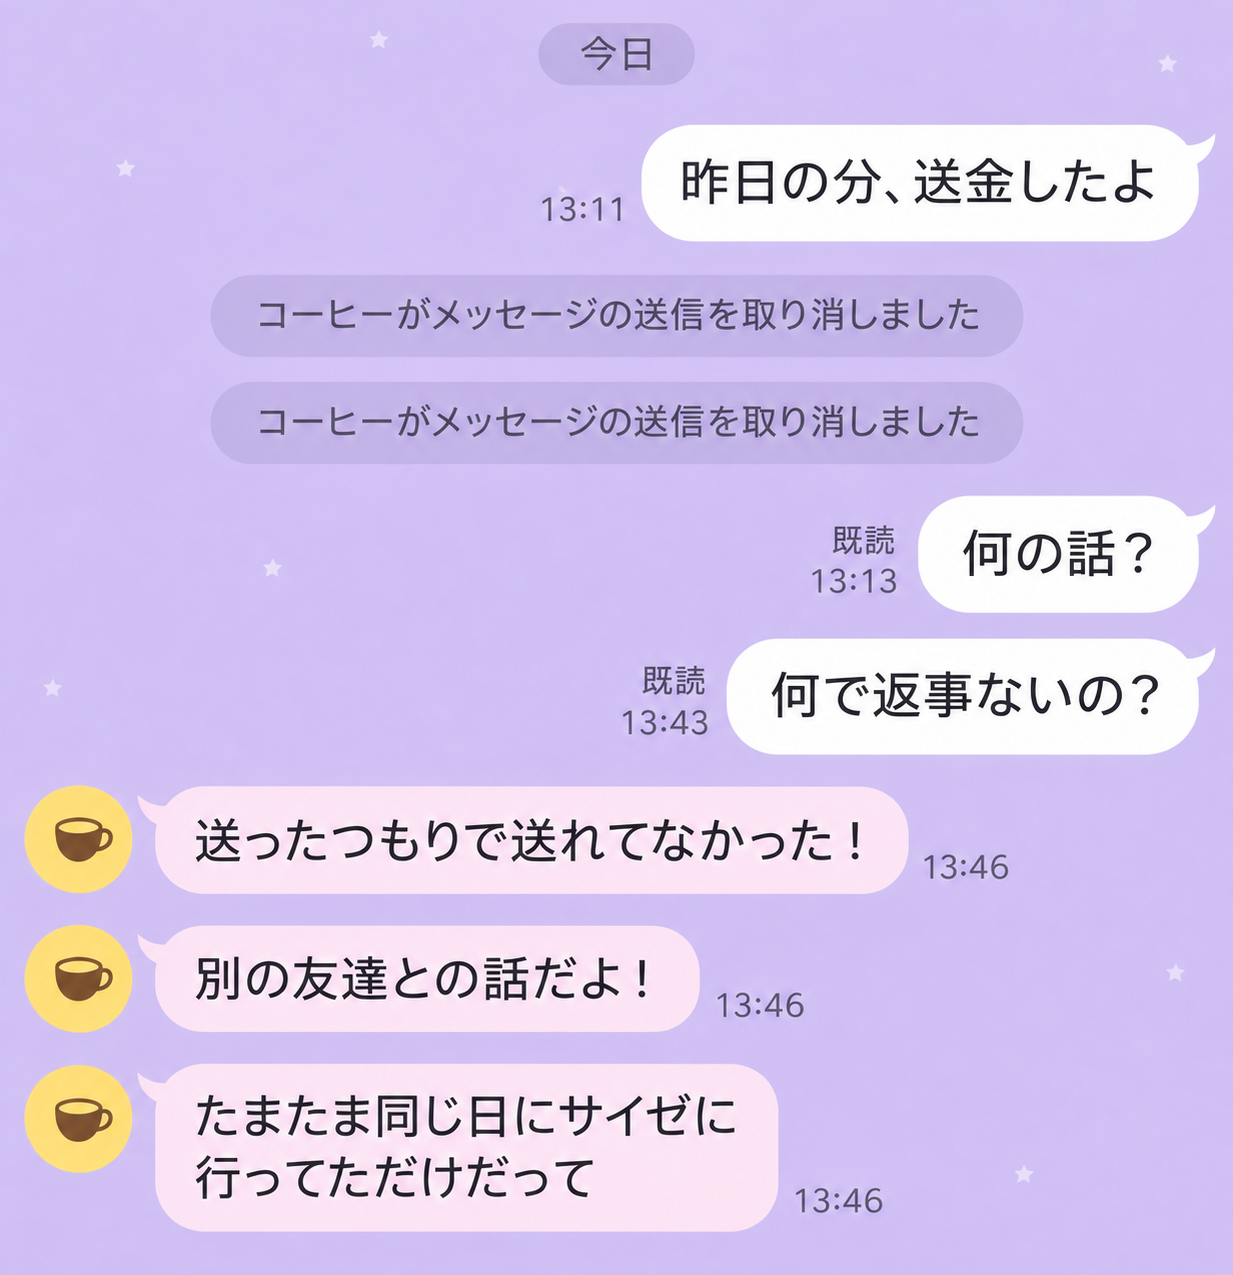 今日
昨日の分、送金したよ
13:11
コーヒーがメッセージの送信を取り消しました
コーヒーがメッセージの送信を取り消しました
何の話？
既読
13:13
何で返事ないの？
既読
13:43
送ったつもりで送れてなかった！
13:46
別の友達との話だよ！
13:46
たまたま同じ日にサイゼに
行ってただけだって
13:46